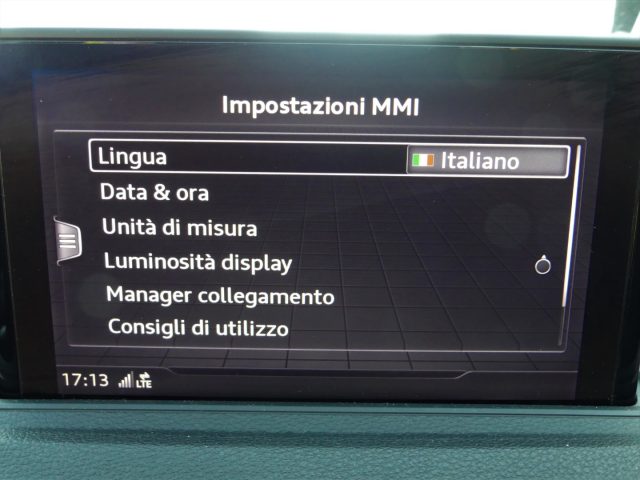 Impostazioni MMI
Lingua Italiano
Data & ora
Unità di misura
Luminosità display
Manager collegamento
Consigli di utilizzo
17:13 LTE